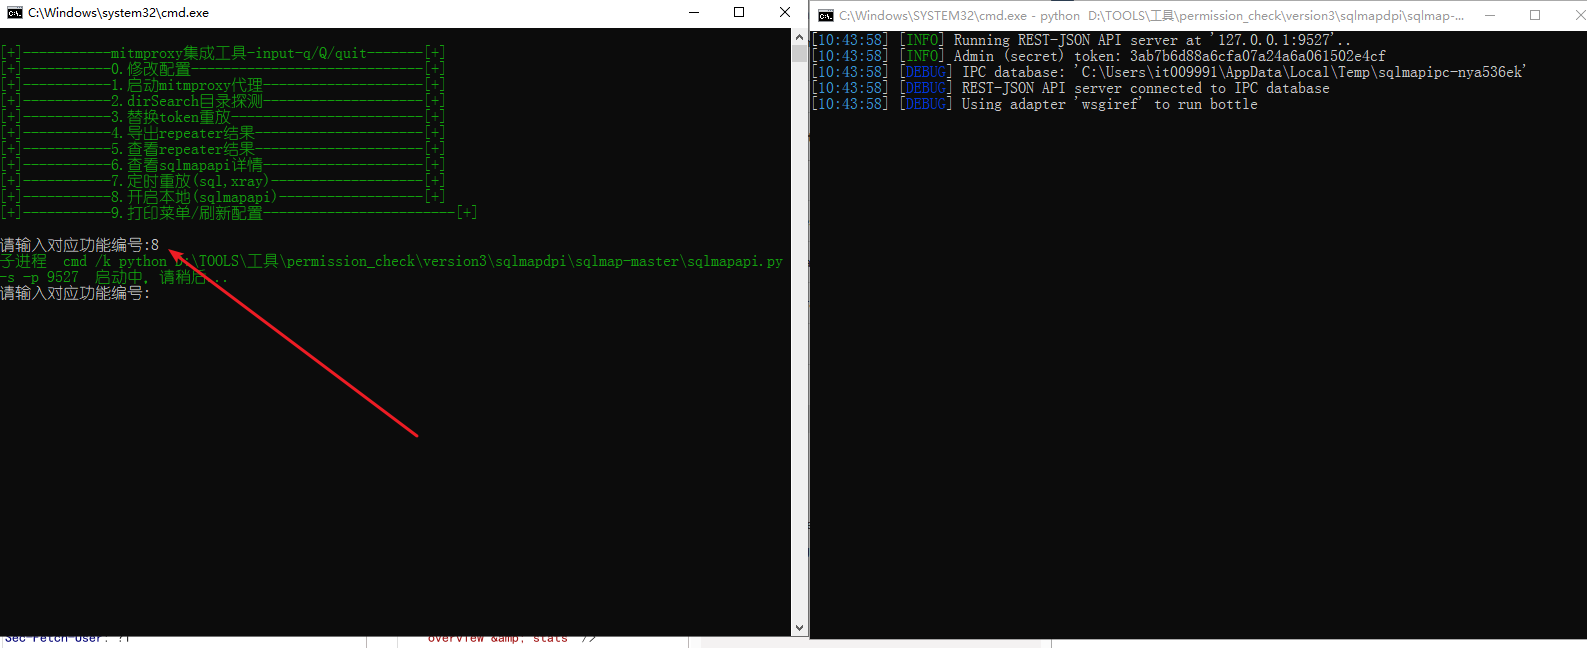 C:\Windows\system32\cmd.exe
[+]-----------mitmproxy集成工具-input-q/Q/quit-------[+]
[+]-----------0.修改配置-----------------------------[+]
[+]-----------1.启动mitmproxy代理--------------------[+]
[+]-----------2.dirSearch目录探测--------------------[+]
[+]-----------3.替换token重放------------------------[+]
[+]-----------4.导出repeater结果---------------------[+]
[+]-----------5.查看repeater结果---------------------[+]
[+]-----------6.查看sqlmapapi详情--------------------[+]
[+]-----------7.定时重放(sql,xray)-------------------[+]
[+]-----------8.开启本地(sqlmapapi)------------------[+]
[+]-----------9.打印菜单/刷新配置------------------------[+]
请输入对应功能编号:8
子进程  cmd /k python D:\TOOLS\工具\permission_check\version3\sqlmapdpi\sqlmap-master\sqlmapapi.py
-s -p 9527  启动中, 请稍后...
请输入对应功能编号:
C:\Windows\SYSTEM32\cmd.exe - python  D:\TOOLS\工具\permission_check\version3\sqlmapdpi\sqlmap-...
[10:43:58] [INFO] Running REST-JSON API server at '127.0.0.1:9527'..
[10:43:58] [INFO] Admin (secret) token: 3ab7b6d88a6cfa07a24a6a061502e4cf
[10:43:58] [DEBUG] IPC database: 'C:\Users\it009991\AppData\Local\Temp\sqlmapipc-nya536ek'
[10:43:58] [DEBUG] REST-JSON API server connected to IPC database
[10:43:58] [DEBUG] Using adapter 'wsgiref' to run bottle
Sec-Fetch-User: ?1
overview &amp; stats" />